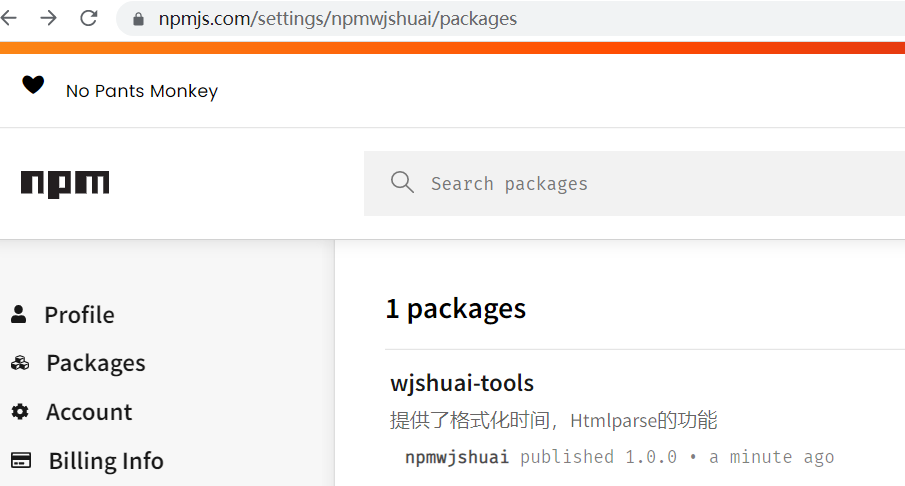 npmjs.com/settings/npmwjshuai/packages
No Pants Monkey
npm
Search packages
Profile
Packages
Account
Billing Info
1 packages
wjshuai-tools
提供了格式化时间，Htmlparse的功能
npmwjshuai published 1.0.0 • a minute ago